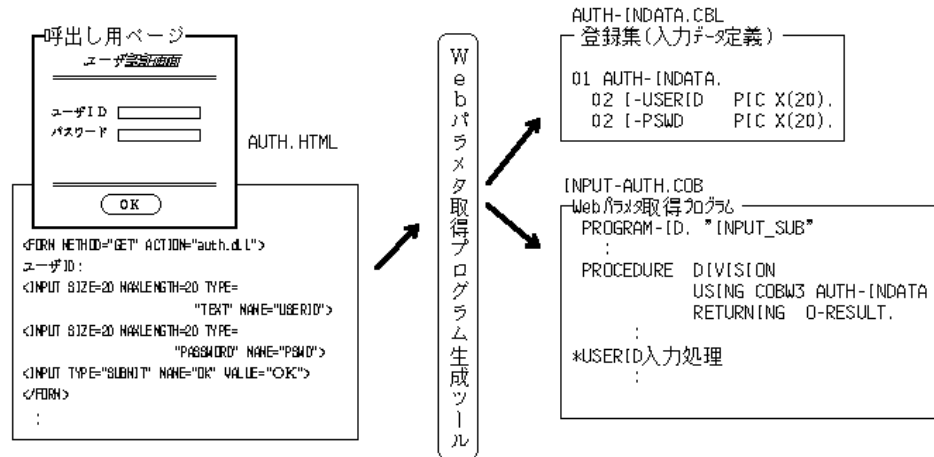 呼出し用ページ
ユーザ認証画面
ユーザID
パスワード
OK
AUTH.HTML
<FORM METHOD="GET" ACTION="auth.dll">
ユーザID:
<INPUT SIZE=20 MAXLENGTH=20 TYPE=
"TEXT" NAME="USERID">
<INPUT SIZE=20 MAXLENGTH=20 TYPE=
"PASSWORD" NAME="PSWD">
<INPUT TYPE="SUBMIT" NAME="OK" VALUE="OK">
</FORM>
:
Webパラメタ取得プログラム生成ツール
AUTH-INDATA.CBL
登録集(入力データ定義)
01 AUTH-INDATA.
02 I-USERID PIC X(20).
02 I-PSWD PIC X(20).
INPUT-AUTH.COB
Webパラメタ取得プログラム
PROGRAM-ID. "INPUT_SUB"
:
PROCEDURE DIVISION
USING COBW3 AUTH-INDATA
RETURNING O-RESULT.
:
*USERID入力処理
: